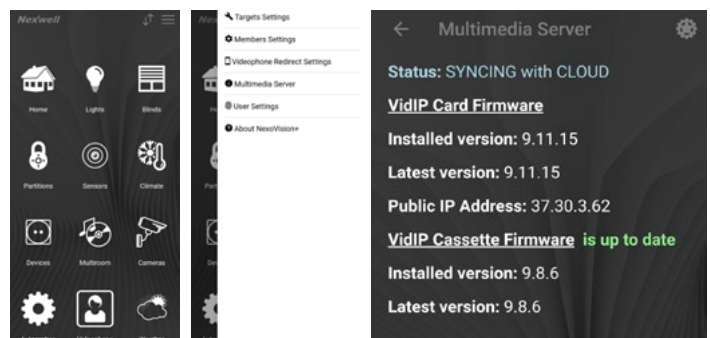 Nexwell
Home
Lights
Blinds
Partitions
Sensors
Climate
Devices
Multiroom
Cameras
Targets Settings
Members Settings
Videophone Redirect Settings
Multimedia Server
User Settings
About NexoVision+
Multimedia Server
Status: SYNCING with CLOUD
VidIP Card Firmware
Installed version: 9.11.15
Latest version: 9.11.15
Public IP Address: 37.30.3.62
VidIP Cassette Firmware is up to date
Installed version: 9.8.6
Latest version: 9.8.6